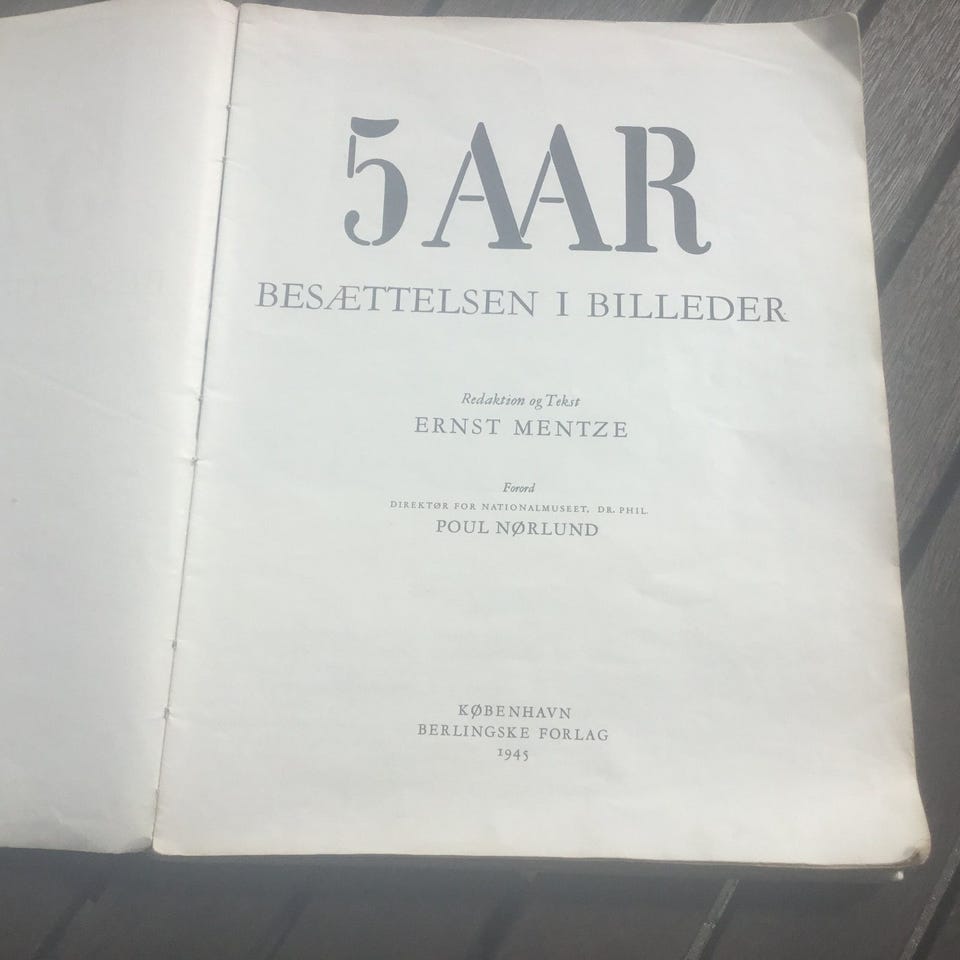 5 AAR
BESÆTTELSEN I BILLEDER
Redaktion og Tekst
ERNST MENTZE
Forord
DIREKTØR FOR NATIONALMUSEET, DR. PHIL.
POUL NØRLUND
KØBENHAVN
BERLINGSKE FORLAG
1945